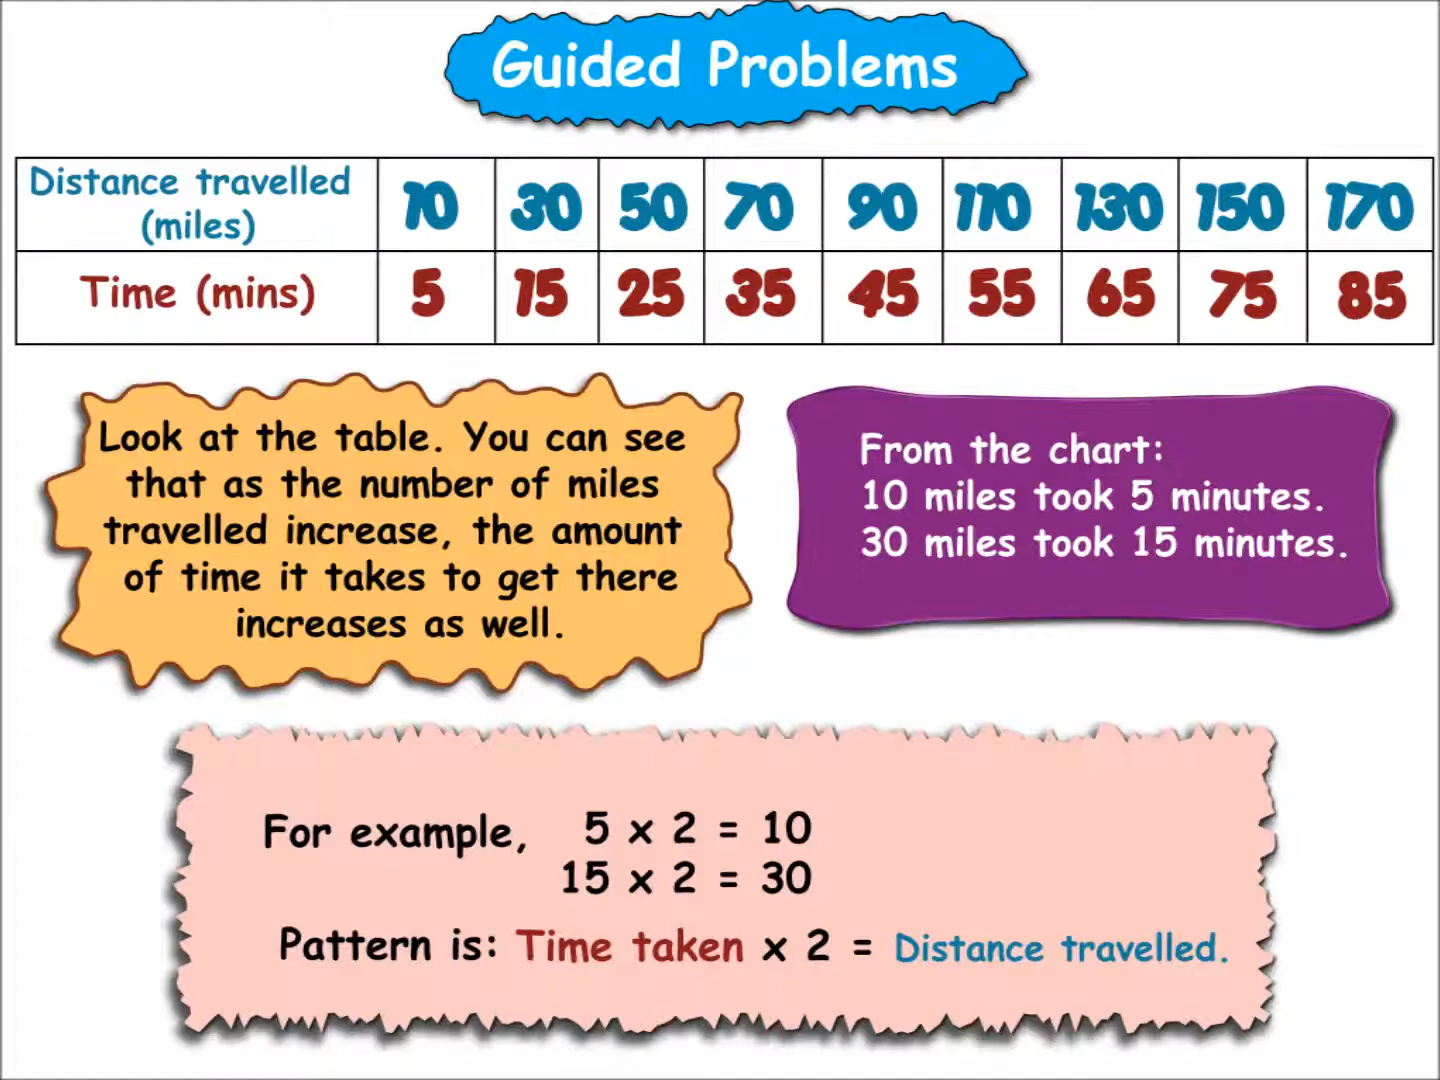 Guided Problems
Distance travelled (miles) 10 30 50 70 90 110 130 150 170
Time (mins) 5 15 25 35 45 55 65 75 85
Look at the table. You can see
that as the number of miles
travelled increase, the amount
of time it takes to get there
increases as well.
From the chart:
10 miles took 5 minutes.
30 miles took 15 minutes.
For example, 5 x 2 = 10
15 x 2 = 30
Pattern is: Time taken x 2 = Distance travelled.